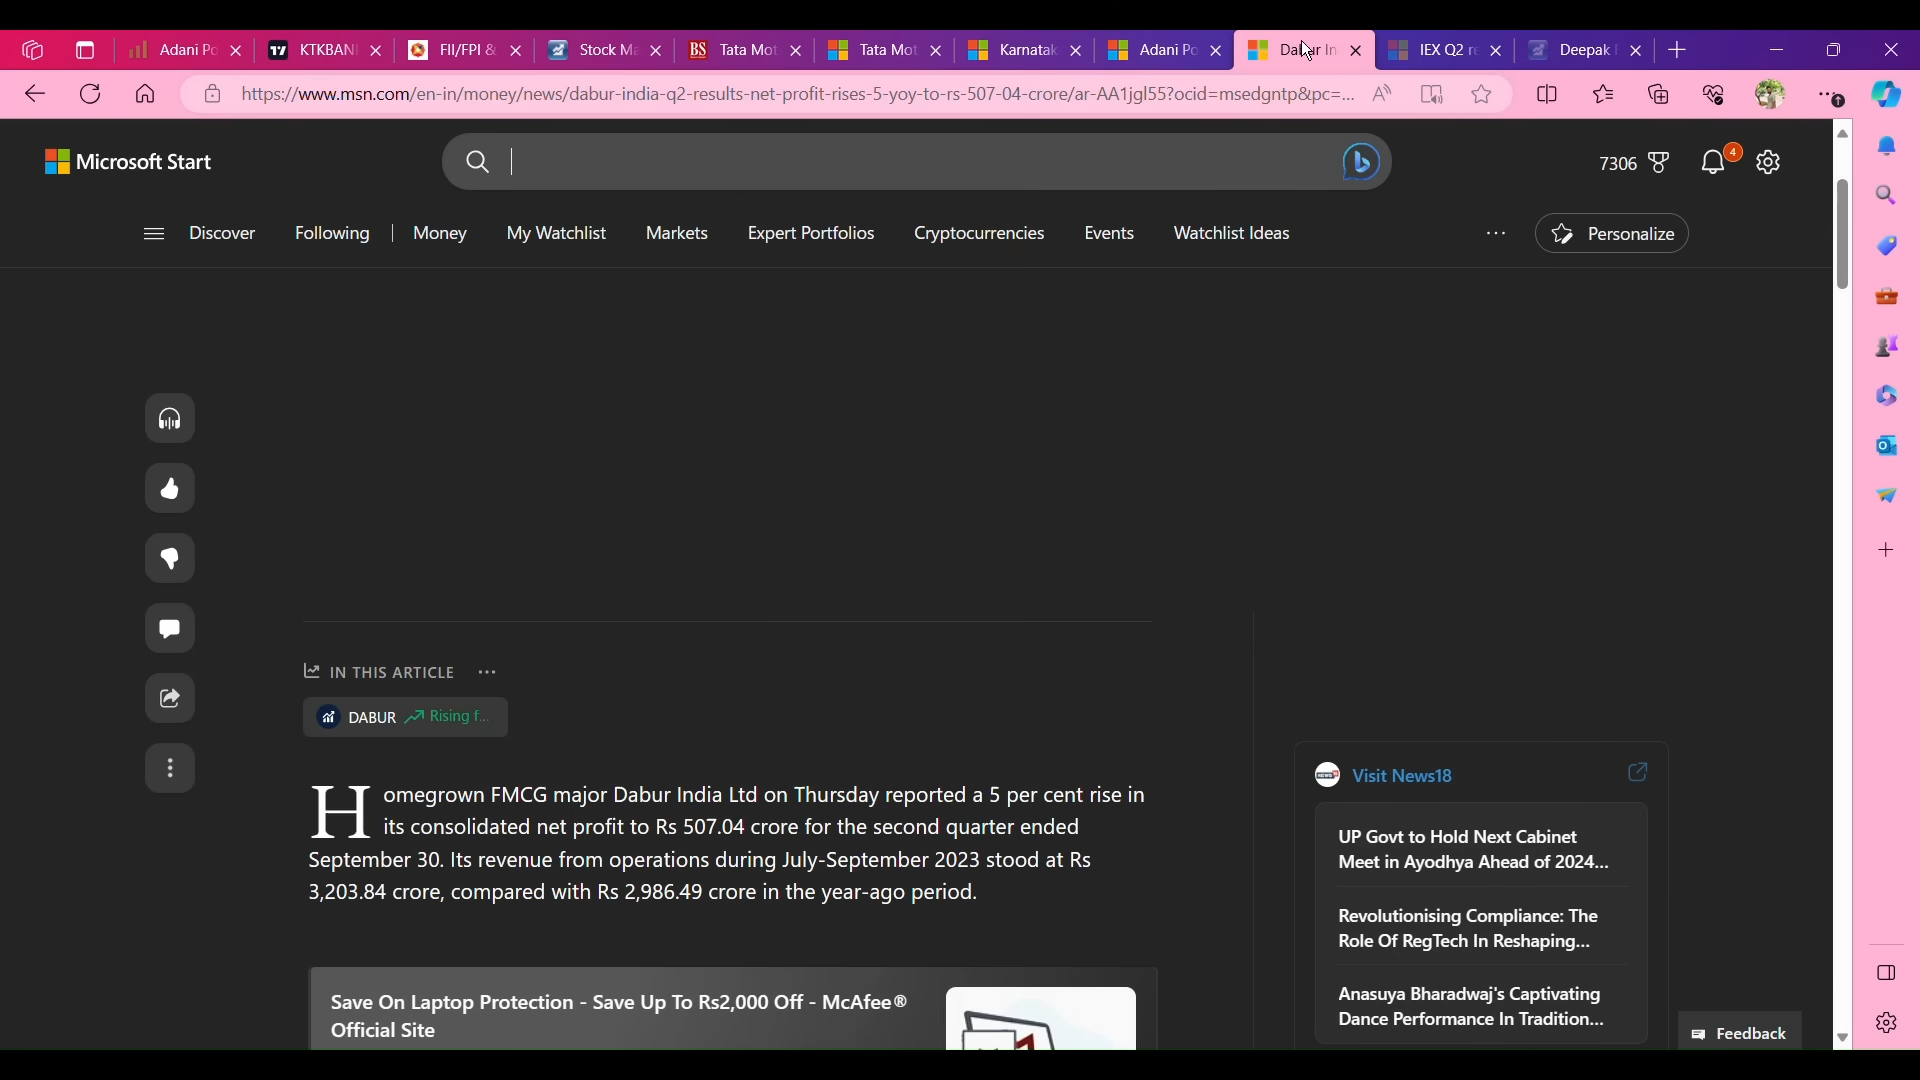 Adani Po
KTKBAN
FII/FPI &
Stock Ma
BS Tata Mot
Tata Mot
Karnatak
Adani Po
Dabur In
IEX Q2 re
Deepak
https://www.msn.com/en-in/money/news/dabur-india-q2-results-net-profit-rises-5-yoy-to-rs-507-04-crore/ar-AA1jgl55?ocid=msedgntp&pc=...
Microsoft Start
7306
4
Discover
Following
Money
My Watchlist
Markets
Expert Portfolios
Cryptocurrencies
Events
Watchlist Ideas
...
Personalize
IN THIS ARTICLE ...
DABUR Rising f...
Homegrown FMCG major Dabur India Ltd on Thursday reported a 5 per cent rise in
its consolidated net profit to Rs 507.04 crore for the second quarter ended
September 30. Its revenue from operations during July-September 2023 stood at Rs
3,203.84 crore, compared with Rs 2,986.49 crore in the year-ago period.
Visit News18
UP Govt to Hold Next Cabinet
Meet in Ayodhya Ahead of 2024...
Revolutionising Compliance: The
Role Of RegTech In Reshaping...
Anasuya Bharadwaj's Captivating
Dance Performance In Tradition...
Save On Laptop Protection - Save Up To Rs2,000 Off - McAfee®
Official Site
Feedback